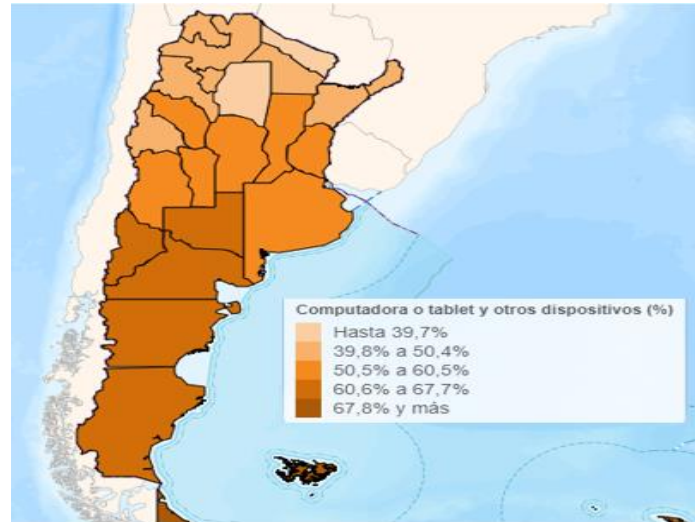 Computadora o tablet y otros dispositivos (%)
Hasta 39,7%
39,8% a 50,4%
50,5% a 60,5%
60,6% a 67,7%
67,8% y más